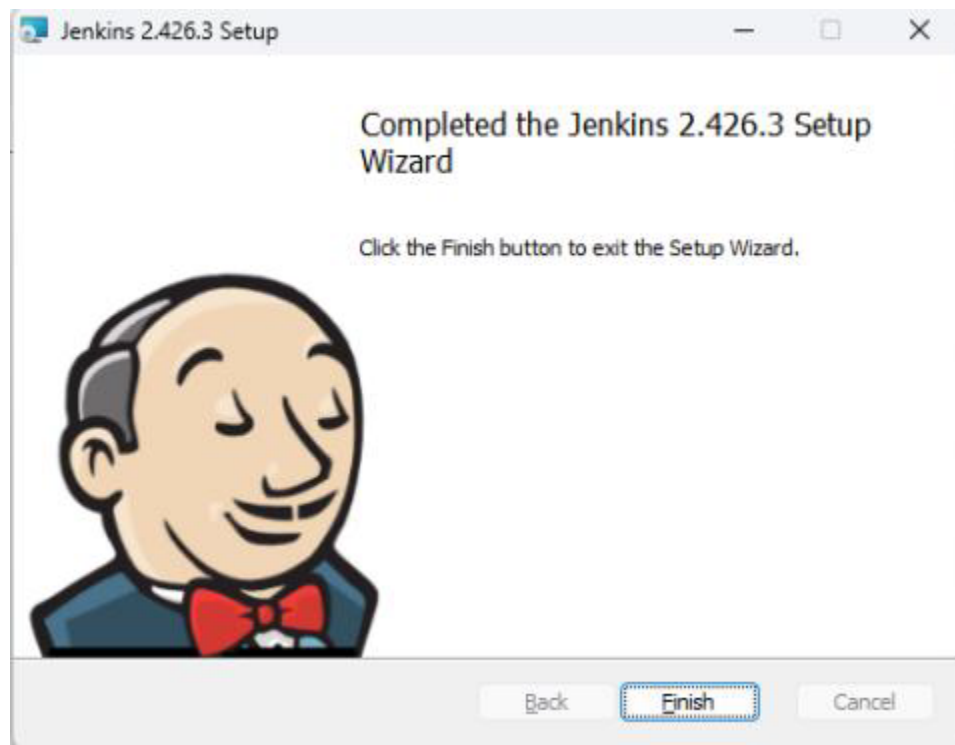 Jenkins 2.426.3 Setup
Completed the Jenkins 2.426.3 Setup
Wizard
Click the Finish button to exit the Setup Wizard.
Back Finish Cancel